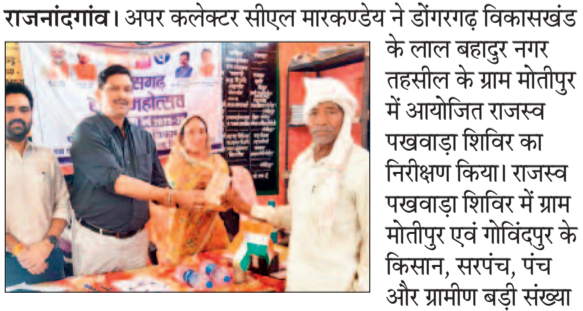 राजनांदगांव। अपर कलेक्टर सीएल मारकण्डेय ने डोंगरगढ़ विकासखंड
के लाल बहादुर नगर
तहसील के ग्राम मोतीपुर
में आयोजित राजस्व
पखवाड़ा शिविर का
निरीक्षण किया। राजस्व
पखवाड़ा शिविर में ग्राम
मोतीपुर एवं गोविंदपुर के
किसान, सरपंच, पंच
और ग्रामीण बड़ी संख्या